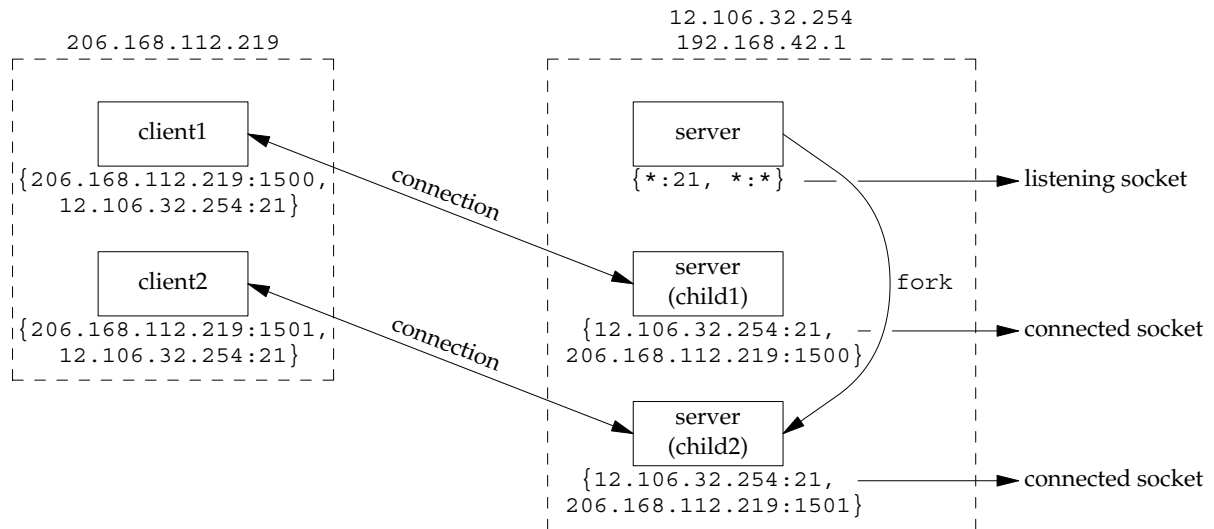 12.106.32.254
206.168.112.219
192.168.42.1
client1
server
{206.168.112.219:1500,
12.106.32.254:21}
connection
{*:21, *:*}
listening socket
client2
server
(child1)
fork
{206.168.112.219:1501,
12.106.32.254:21}
connection
{12.106.32.254:21,
206.168.112.219:1500}
connected socket
server
(child2)
{12.106.32.254:21,
206.168.112.219:1501}
connected socket